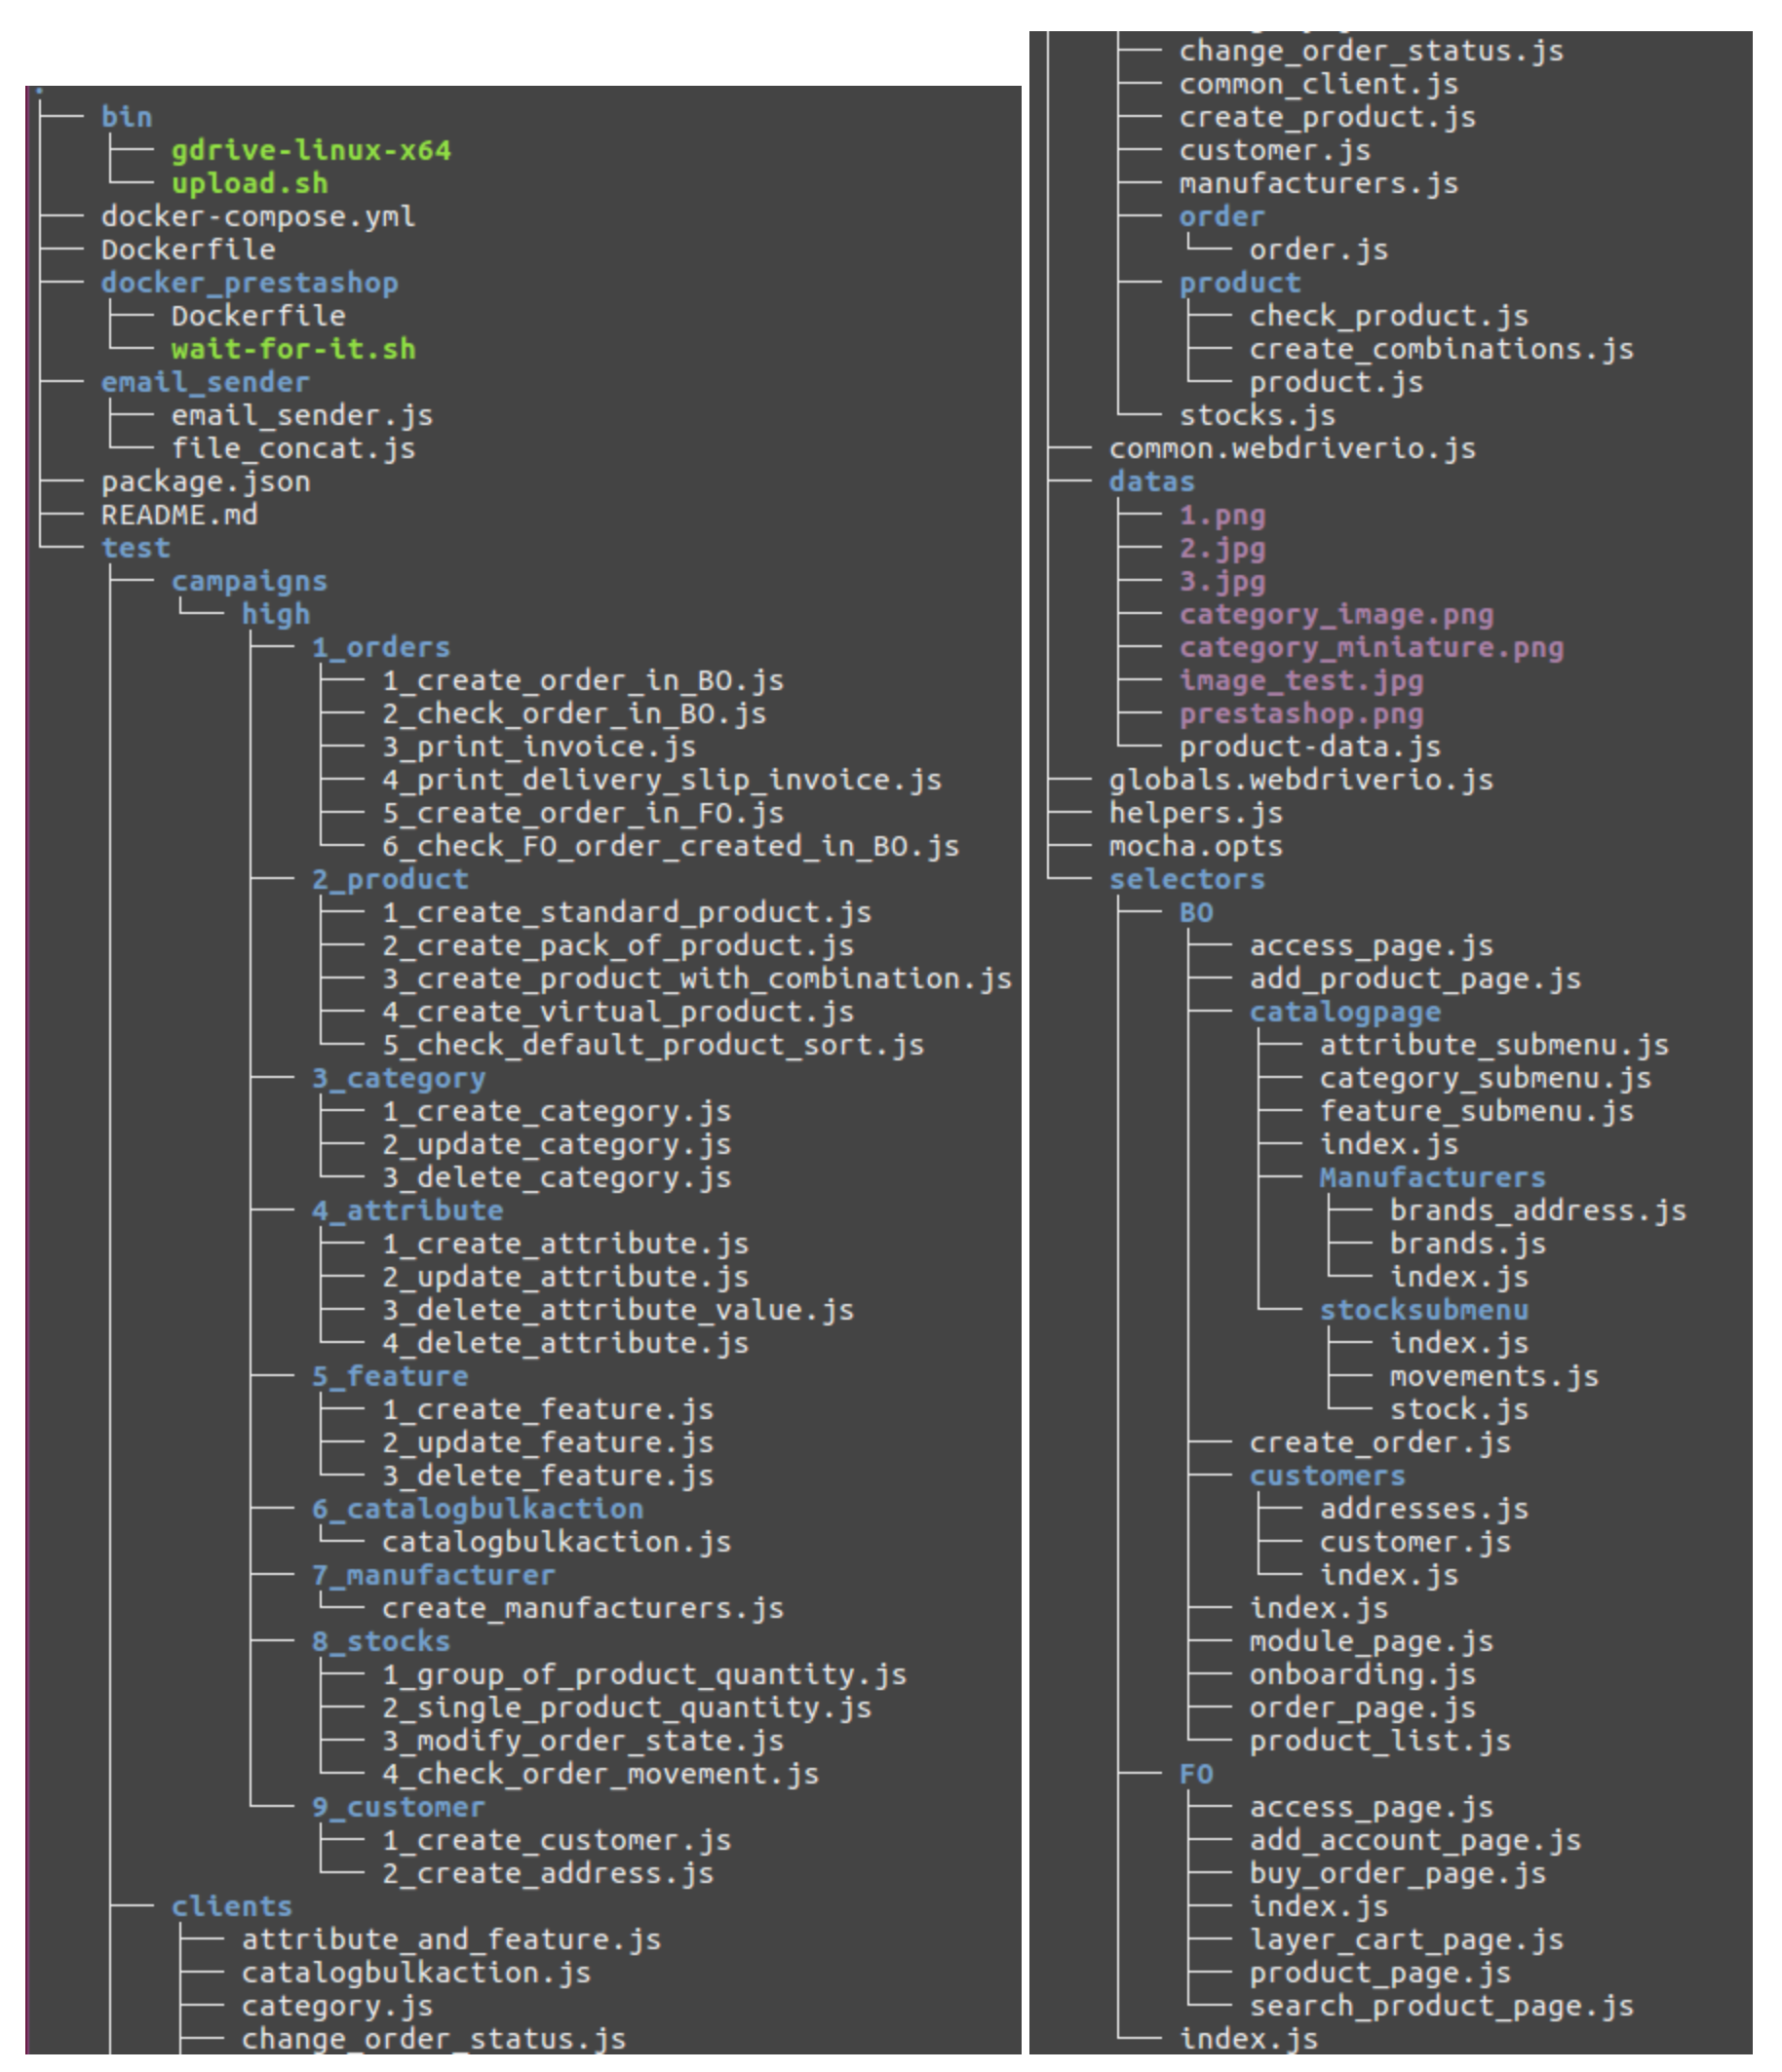 .
bin
gdrive-linux-x64
upload.sh
docker-compose.yml
Dockerfile
docker_prestashop
Dockerfile
wait-for-it.sh
email_sender
email_sender.js
file_concat.js
package.json
README.md
test
campaigns
high
1_orders
1_create_order_in_BO.js
2_check_order_in_BO.js
3_print_invoice.js
4_print_delivery_slip_invoice.js
5_create_order_in_FO.js
6_check_FO_order_created_in_BO.js
2_product
1_create_standard_product.js
2_create_pack_of_product.js
3_create_product_with_combination.js
4_create_virtual_product.js
5_check_default_product_sort.js
3_category
1_create_category.js
2_update_category.js
3_delete_category.js
4_attribute
1_create_attribute.js
2_update_attribute.js
3_delete_attribute_value.js
4_delete_attribute.js
5_feature
1_create_feature.js
2_update_feature.js
3_delete_feature.js
6_catalogbulkaction
catalogbulkaction.js
7_manufacturer
create_manufacturers.js
8_stocks
1_group_of_product_quantity.js
2_single_product_quantity.js
3_modify_order_state.js
4_check_order_movement.js
9_customer
1_create_customer.js
2_create_address.js
clients
attribute_and_feature.js
catalogbulkaction.js
category.js
change_order_status.js
change_order_status.js
common_client.js
create_product.js
customer.js
manufacturers.js
order
order.js
product
check_product.js
create_combinations.js
product.js
stocks.js
common.webdriverio.js
datas
1.png
2.jpg
3.jpg
category_image.png
category_miniature.png
image_test.jpg
prestashop.png
product-data.js
globals.webdriverio.js
helpers.js
mocha.opts
selectors
BO
access_page.js
add_product_page.js
catalogpage
attribute_submenu.js
category_submenu.js
feature_submenu.js
index.js
Manufacturers
brands_address.js
brands.js
index.js
stocksubmenu
index.js
movements.js
stock.js
create_order.js
customers
addresses.js
customer.js
index.js
index.js
module_page.js
onboarding.js
order_page.js
product_list.js
FO
access_page.js
add_account_page.js
buy_order_page.js
index.js
layer_cart_page.js
product_page.js
search_product_page.js
index.js